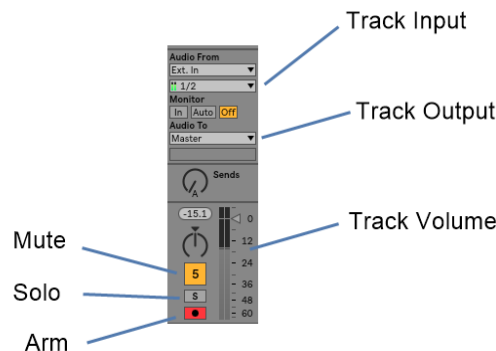 Track Input
Audio From
Ext. In
1/2
Monitor
In Auto Off
Track Output
Audio To
Master
Sends
A
-15.1
0
Track Volume
12
Mute
24
5
36
Solo
S
48
60
Arm